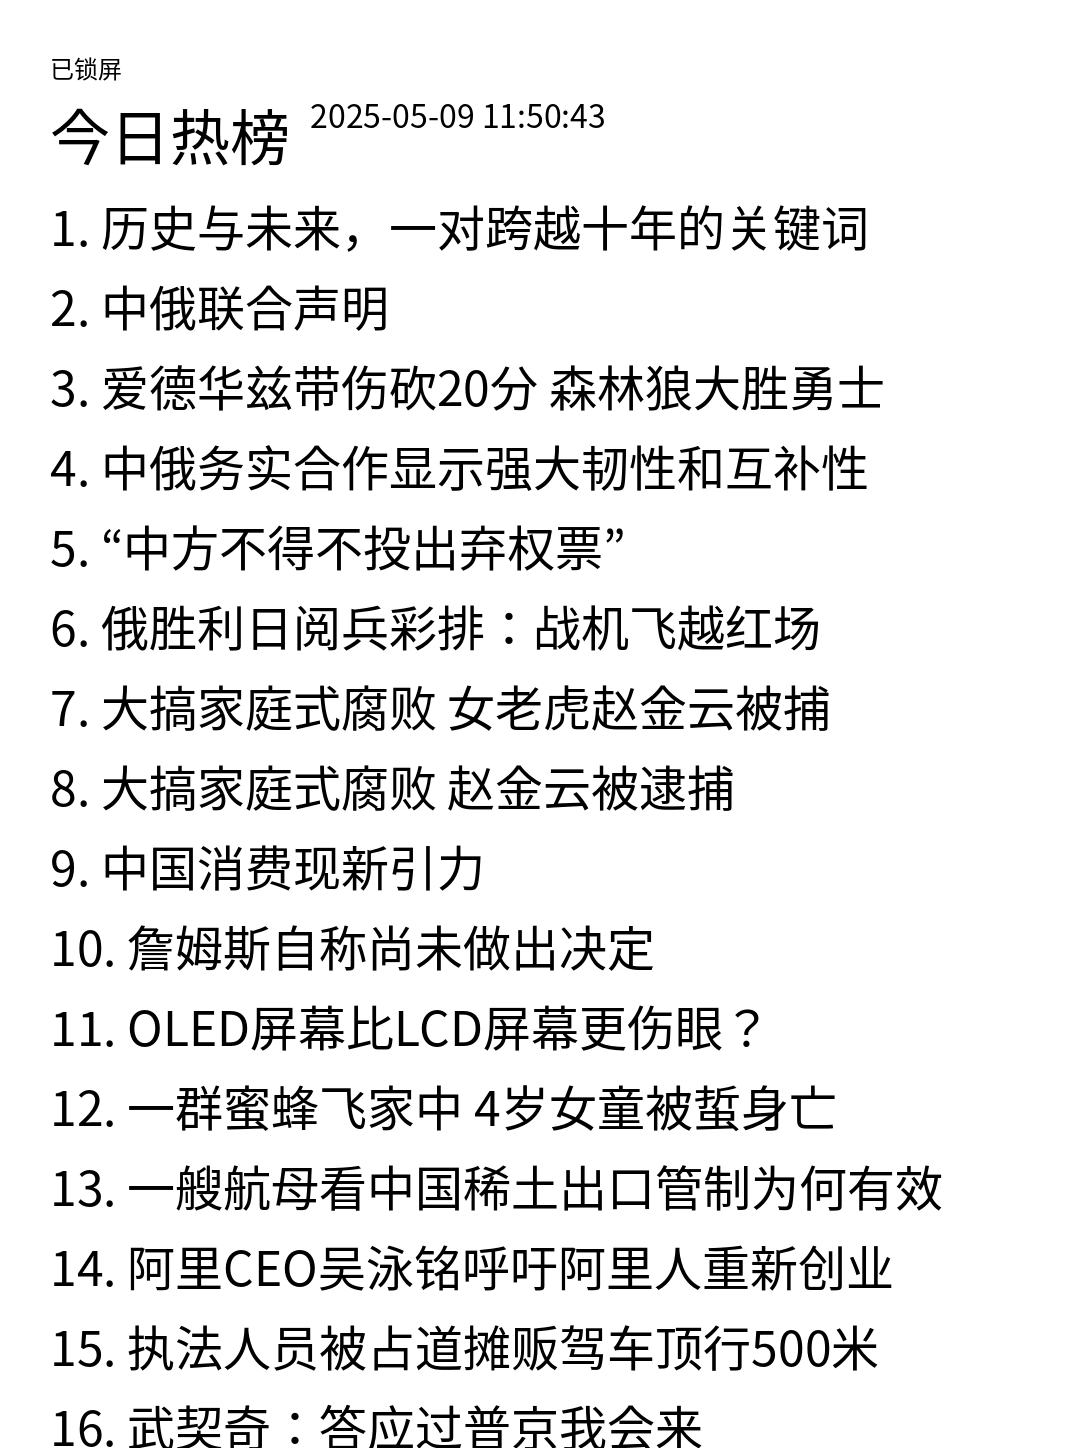 已锁屏
今日热榜 2025-05-09 11:50:43
1. 历史与未来，一对跨越十年的关键词
2. 中俄联合声明
3. 爱德华兹带伤砍20分 森林狼大胜勇士
4. 中俄务实合作显示强大韧性和互补性
5. “中方不得不投出弃权票”
6. 俄胜利日阅兵彩排：战机飞越红场
7. 大搞家庭式腐败 女老虎赵金云被捕
8. 大搞家庭式腐败 赵金云被逮捕
9. 中国消费现新引力
10. 詹姆斯自称尚未做出决定
11. OLED屏幕比LCD屏幕更伤眼？
12. 一群蜜蜂飞家中 4岁女童被蜇身亡
13. 一艘航母看中国稀土出口管制为何有效
14. 阿里CEO吴泳铭呼吁阿里人重新创业
15. 执法人员被占道摊贩驾车顶行500米
16. 武契奇：答应过普京我会来